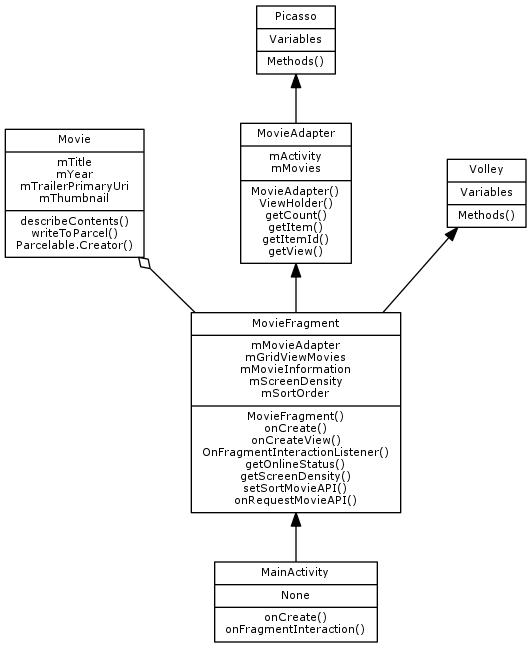 Picasso
Variables
Methods()
MovieAdapter
mActivity
mMovies
MovieAdapter()
ViewHolder()
getCount()
getItem()
getItemId()
getView()
Movie
mTitle
mYear
mTrailerPrimaryUri
mThumbnail
describeContents()
writeToParcel()
Parcelable.Creator()
Volley
Variables
Methods()
MovieFragment
mMovieAdapter
mGridViewMovies
mMovieInformation
mScreenDensity
mSortOrder
MovieFragment()
onCreate()
onCreateView()
OnFragmentInteractionListener()
getOnlineStatus()
getScreenDensity()
setSortMovieAPI()
onRequestMovieAPI()
MainActivity
None
onCreate()
onFragmentInteraction()